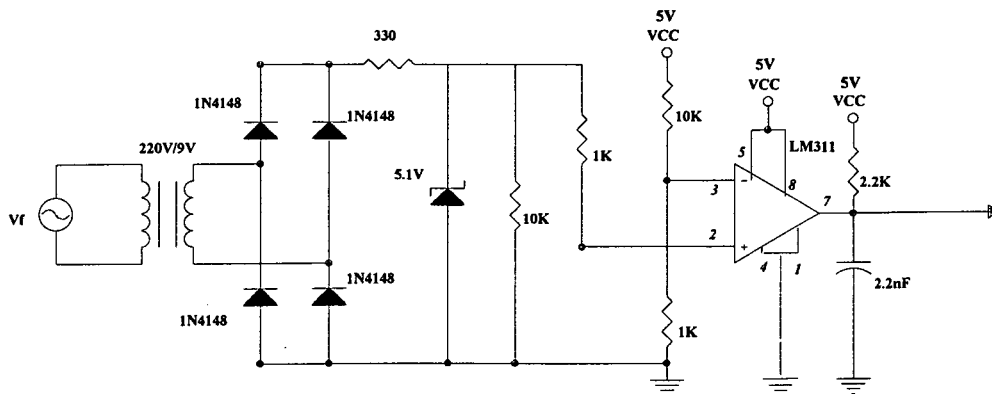 5V
VCC
5V
VCC
5V
VCC
330
1N4148
1N4148
10K
LM311
220V/9V
1K
5
8
2.2K
Vf
5.1V
3
7
10K
2
4
1
1N4148
2.2nF
1N4148
1K